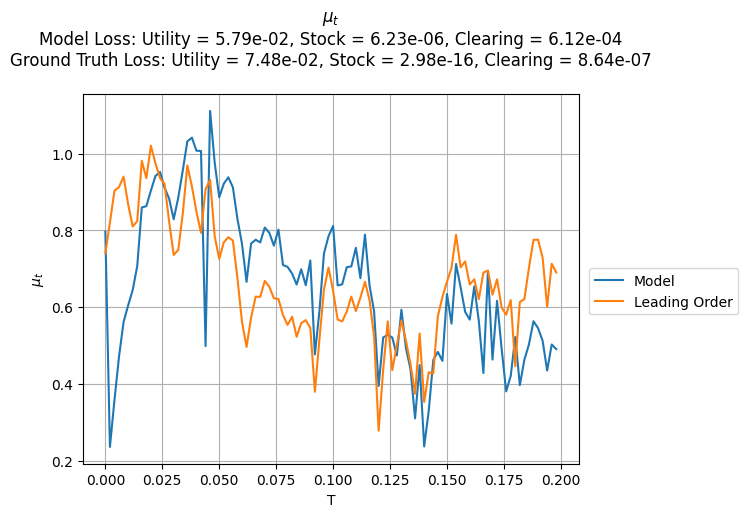 μₜ
Model Loss: Utility = 5.79e-02, Stock = 6.23e-06, Clearing = 6.12e-04
Ground Truth Loss: Utility = 7.48e-02, Stock = 2.98e-16, Clearing = 8.64e-07
1.0
0.8
0.6
0.4
0.2
μₜ
0.000 0.025 0.050 0.075 0.100 0.125 0.150 0.175 0.200
T
Model
Leading Order